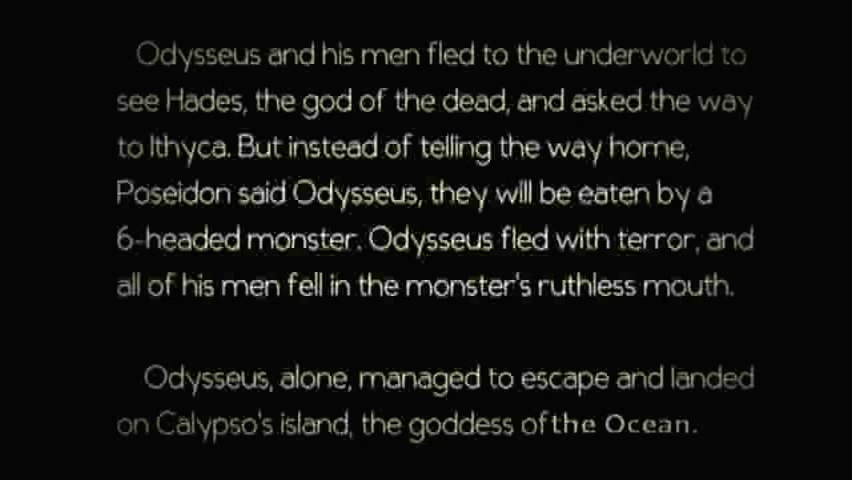 Odysseus and his men fled to the underworld to
see Hades, the god of the dead, and asked the way
to Ithyca. But instead of telling the way home,
Poseidon said Odysseus, they will be eaten by a
6-headed monster. Odysseus fled with terror, and
all of his men fell in the monster's ruthless mouth.
Odysseus, alone, managed to escape and landed
on Calypso's island, the goddess of the Ocean.